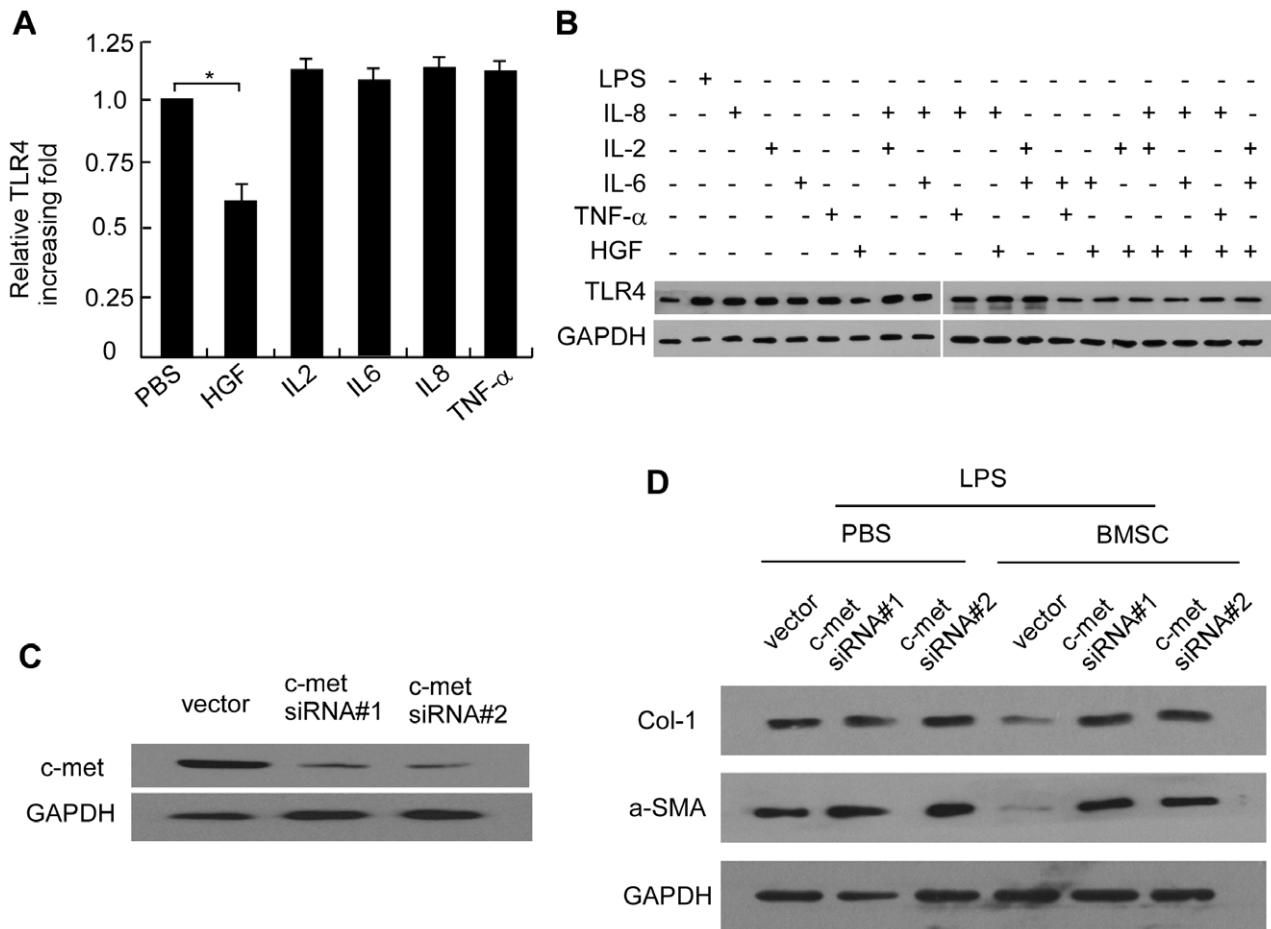 A
1.25
1.0
0.75
0.5
0.25
0
Relative TLR4
increasing fold
*
PBS HGF IL2 IL6 IL8 TNF-α
B
LPS - + - - - - - - - - - - - - - - - - -
IL-8 - - + - - - - + + + + - - - - + + + -
IL-2 - - - + - - - + - - - + - - + + - - +
IL-6 - - - - + - - - + - - + + + - - + - +
TNF-α - - - - - + - - - + - - + - - - - + -
HGF - - - - - - + - - - + - - + + + + + +
TLR4
GAPDH
C
vector c-met siRNA#1 c-met siRNA#2
c-met
GAPDH
D
LPS
PBS BMSC
vector c-met siRNA#1 c-met siRNA#2 vector c-met siRNA#1 c-met siRNA#2
Col-1
a-SMA
GAPDH